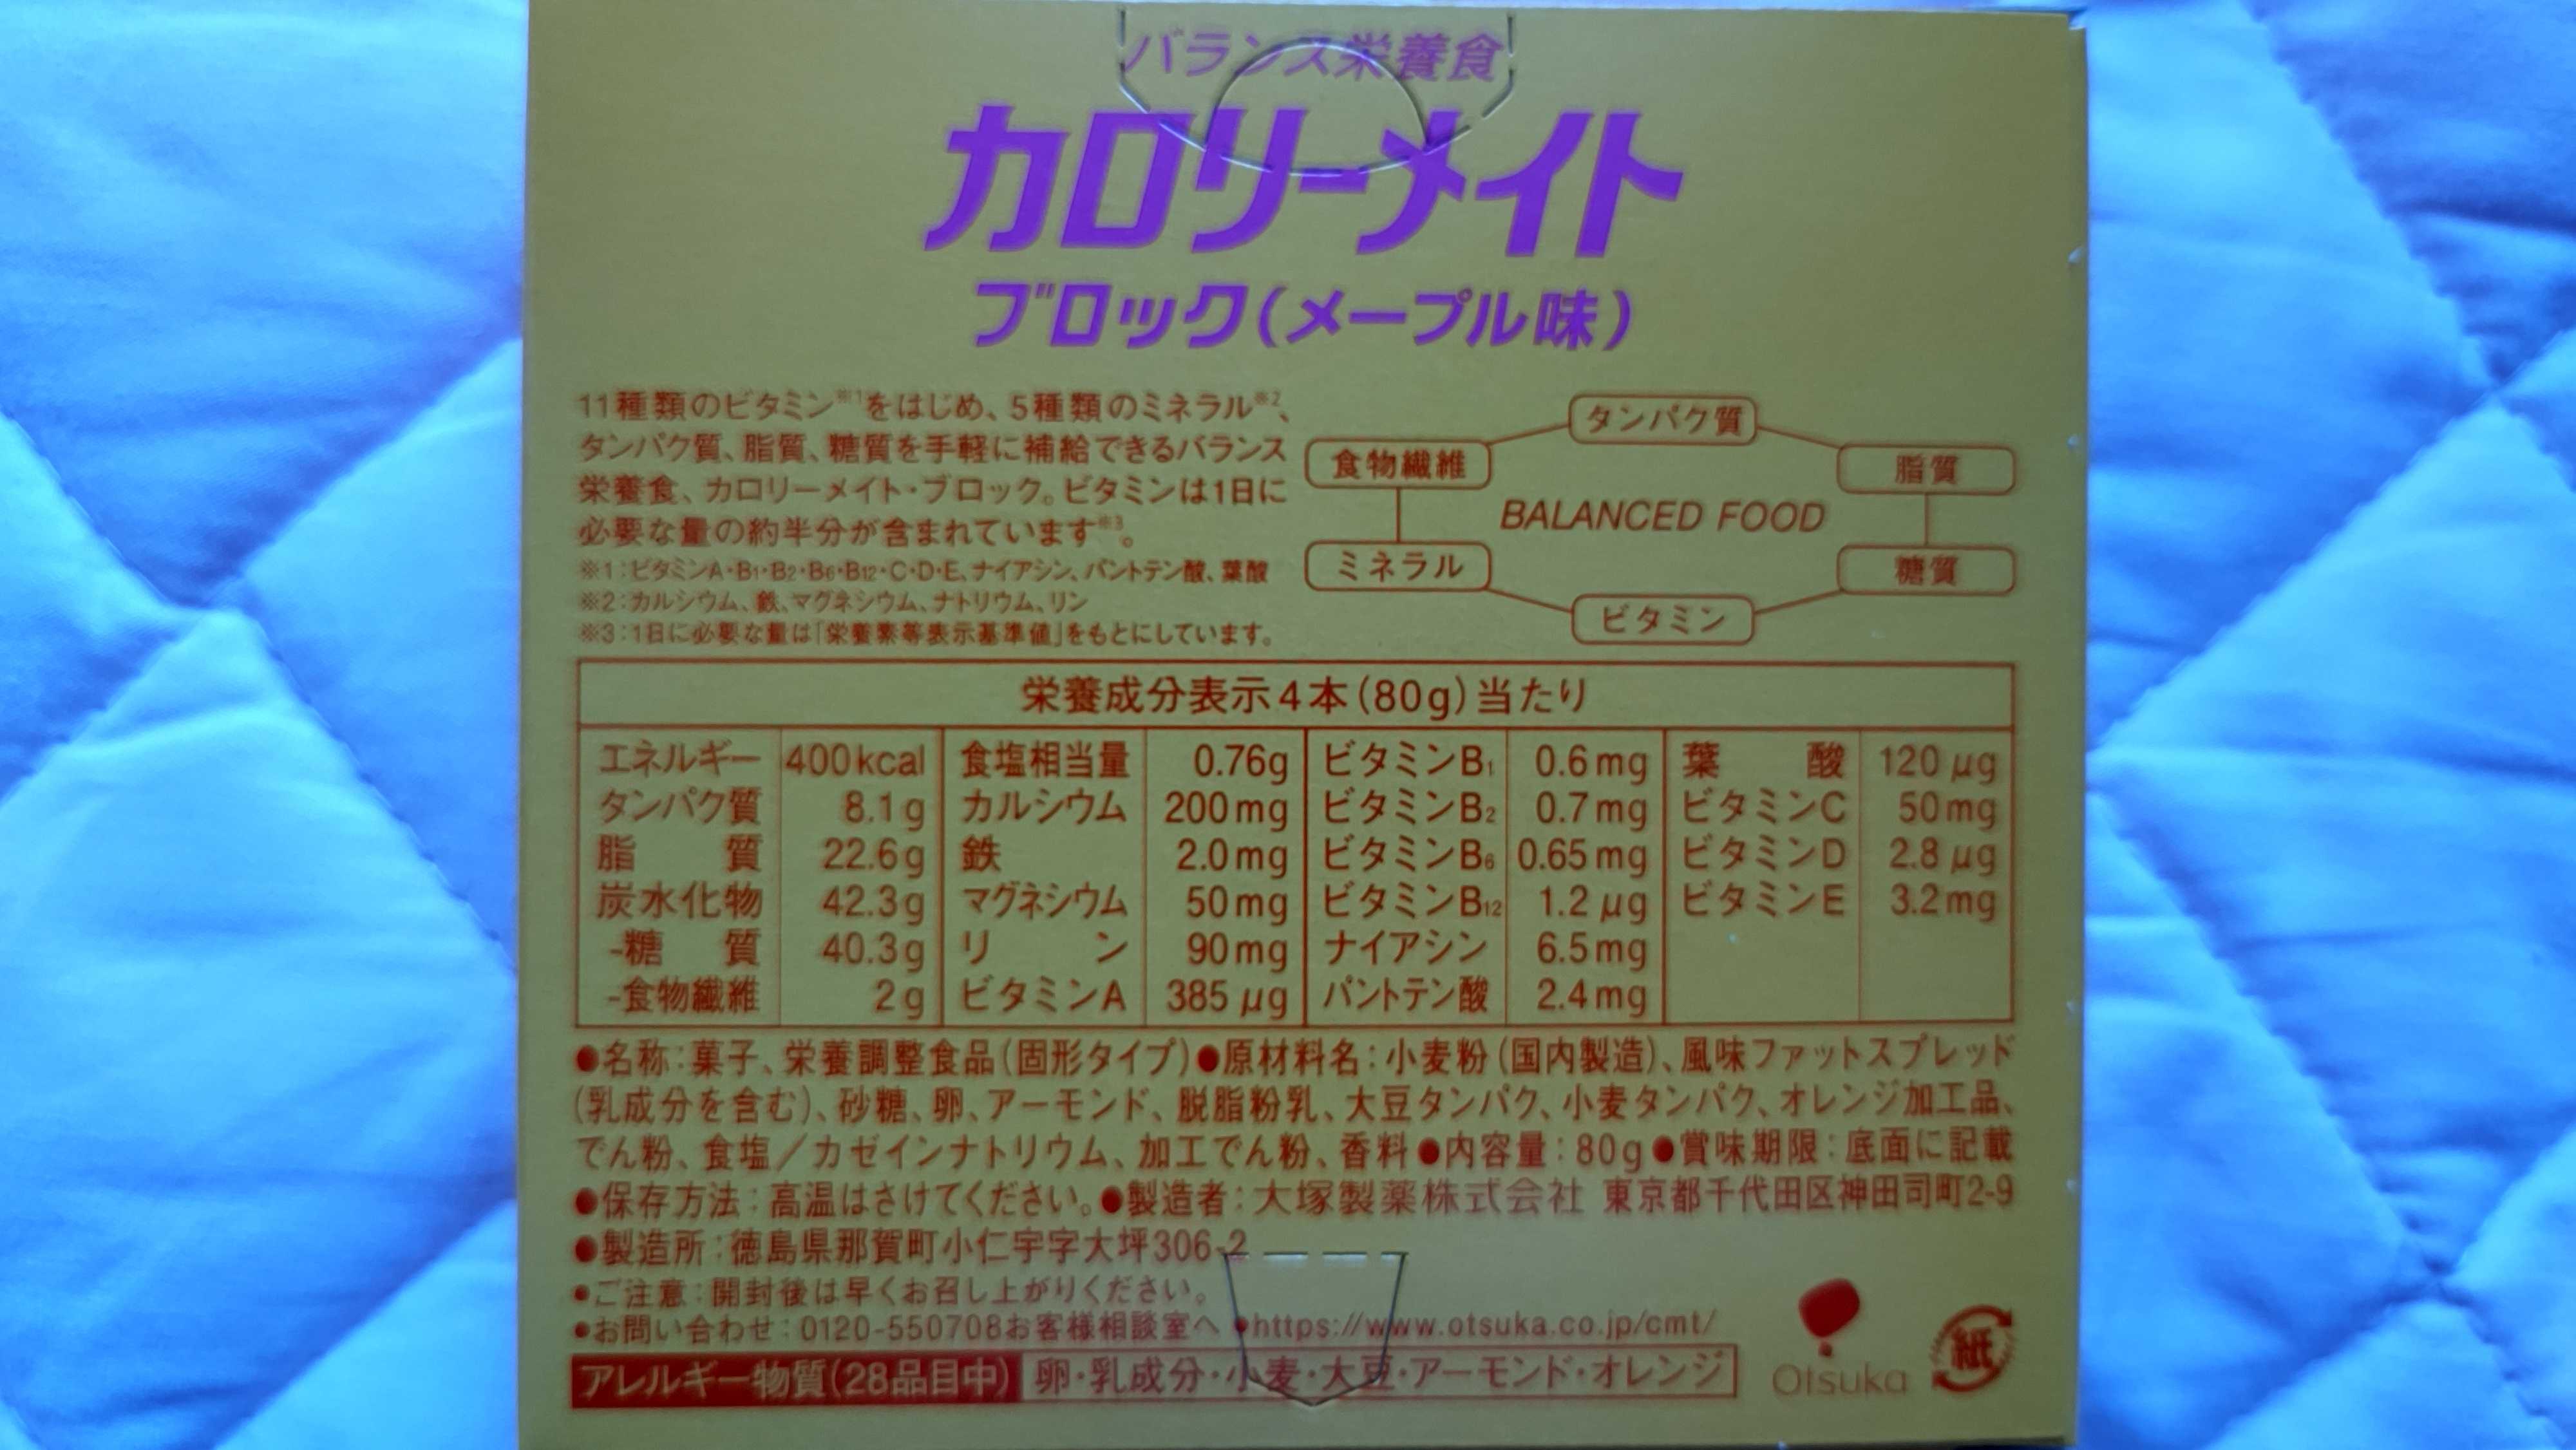 バランス栄養食
カロリーメイト
ブロック(メープル味)
11種類のビタミン※1をはじめ、5種類のミネラル※2、
タンパク質、脂質、糖質を手軽に補給できるバランス
栄養食、カロリーメイト・ブロック。ビタミンは1日に
必要な量の約半分が含まれています※3。
※1:ビタミンA・B1・B2・B6・B12・C・D・E、ナイアシン、パントテン酸、葉酸
※2:カルシウム、鉄、マグネシウム、ナトリウム、リン
※3:1日に必要な量は「栄養素等表示基準値」をもとにしています。
タンパク質
食物繊維 脂質
BALANCED FOOD
ミネラル 糖質
ビタミン
栄養成分表示4本(80g)当たり
エネルギー 400kcal 食塩相当量 0.76g ビタミンB1 0.6mg 葉酸 120μg
タンパク質 8.1g カルシウム 200mg ビタミンB2 0.7mg ビタミンC 50mg
脂質 22.6g 鉄 2.0mg ビタミンB6 0.65mg ビタミンD 2.8μg
炭水化物 42.3g マグネシウム 50mg ビタミンB12 1.2μg ビタミンE 3.2mg
-糖質 40.3g リン 90mg ナイアシン 6.5mg
-食物繊維 2g ビタミンA 385μg パントテン酸 2.4mg
●名称:菓子、栄養調整食品(固形タイプ)●原材料名:小麦粉(国内製造)、風味ファットスプレッド
(乳成分を含む)、砂糖、卵、アーモンド、脱脂粉乳、大豆タンパク、小麦タンパク、オレンジ加工品、
でん粉、食塩/カゼインナトリウム、加工でん粉、香料●内容量:80g●賞味期限:底面に記載
●保存方法:高温はさけてください。●製造者:大塚製薬株式会社 東京都千代田区神田司町2-9
●製造所:徳島県那賀町小仁宇字大坪306-2
●ご注意:開封後は早くお召し上がりください。
●お問い合わせ:0120-550708お客様相談室へ ●https://www.otsuka.co.jp/cmt/
アレルギー物質(28品目中) 卵・乳成分・小麦・大豆・アーモンド・オレンジ
Otsuka
紙